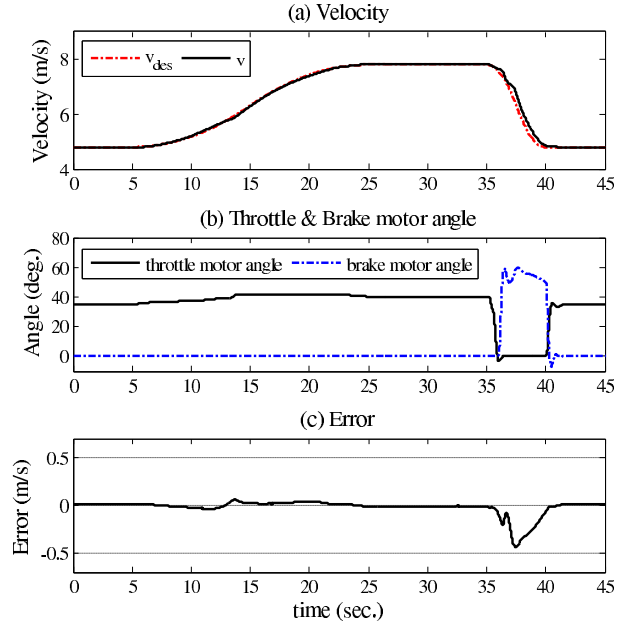 (a) Velocity
Velocity (m/s)
8
6
4
v_des v
0 5 10 15 20 25 30 35 40 45
(b) Throttle & Brake motor angle
Angle (deg.)
80
60
40
20
0
throttle motor angle brake motor angle
0 5 10 15 20 25 30 35 40 45
(c) Error
Error (m/s)
0.5
0
-0.5
0 5 10 15 20 25 30 35 40 45
time (sec.)